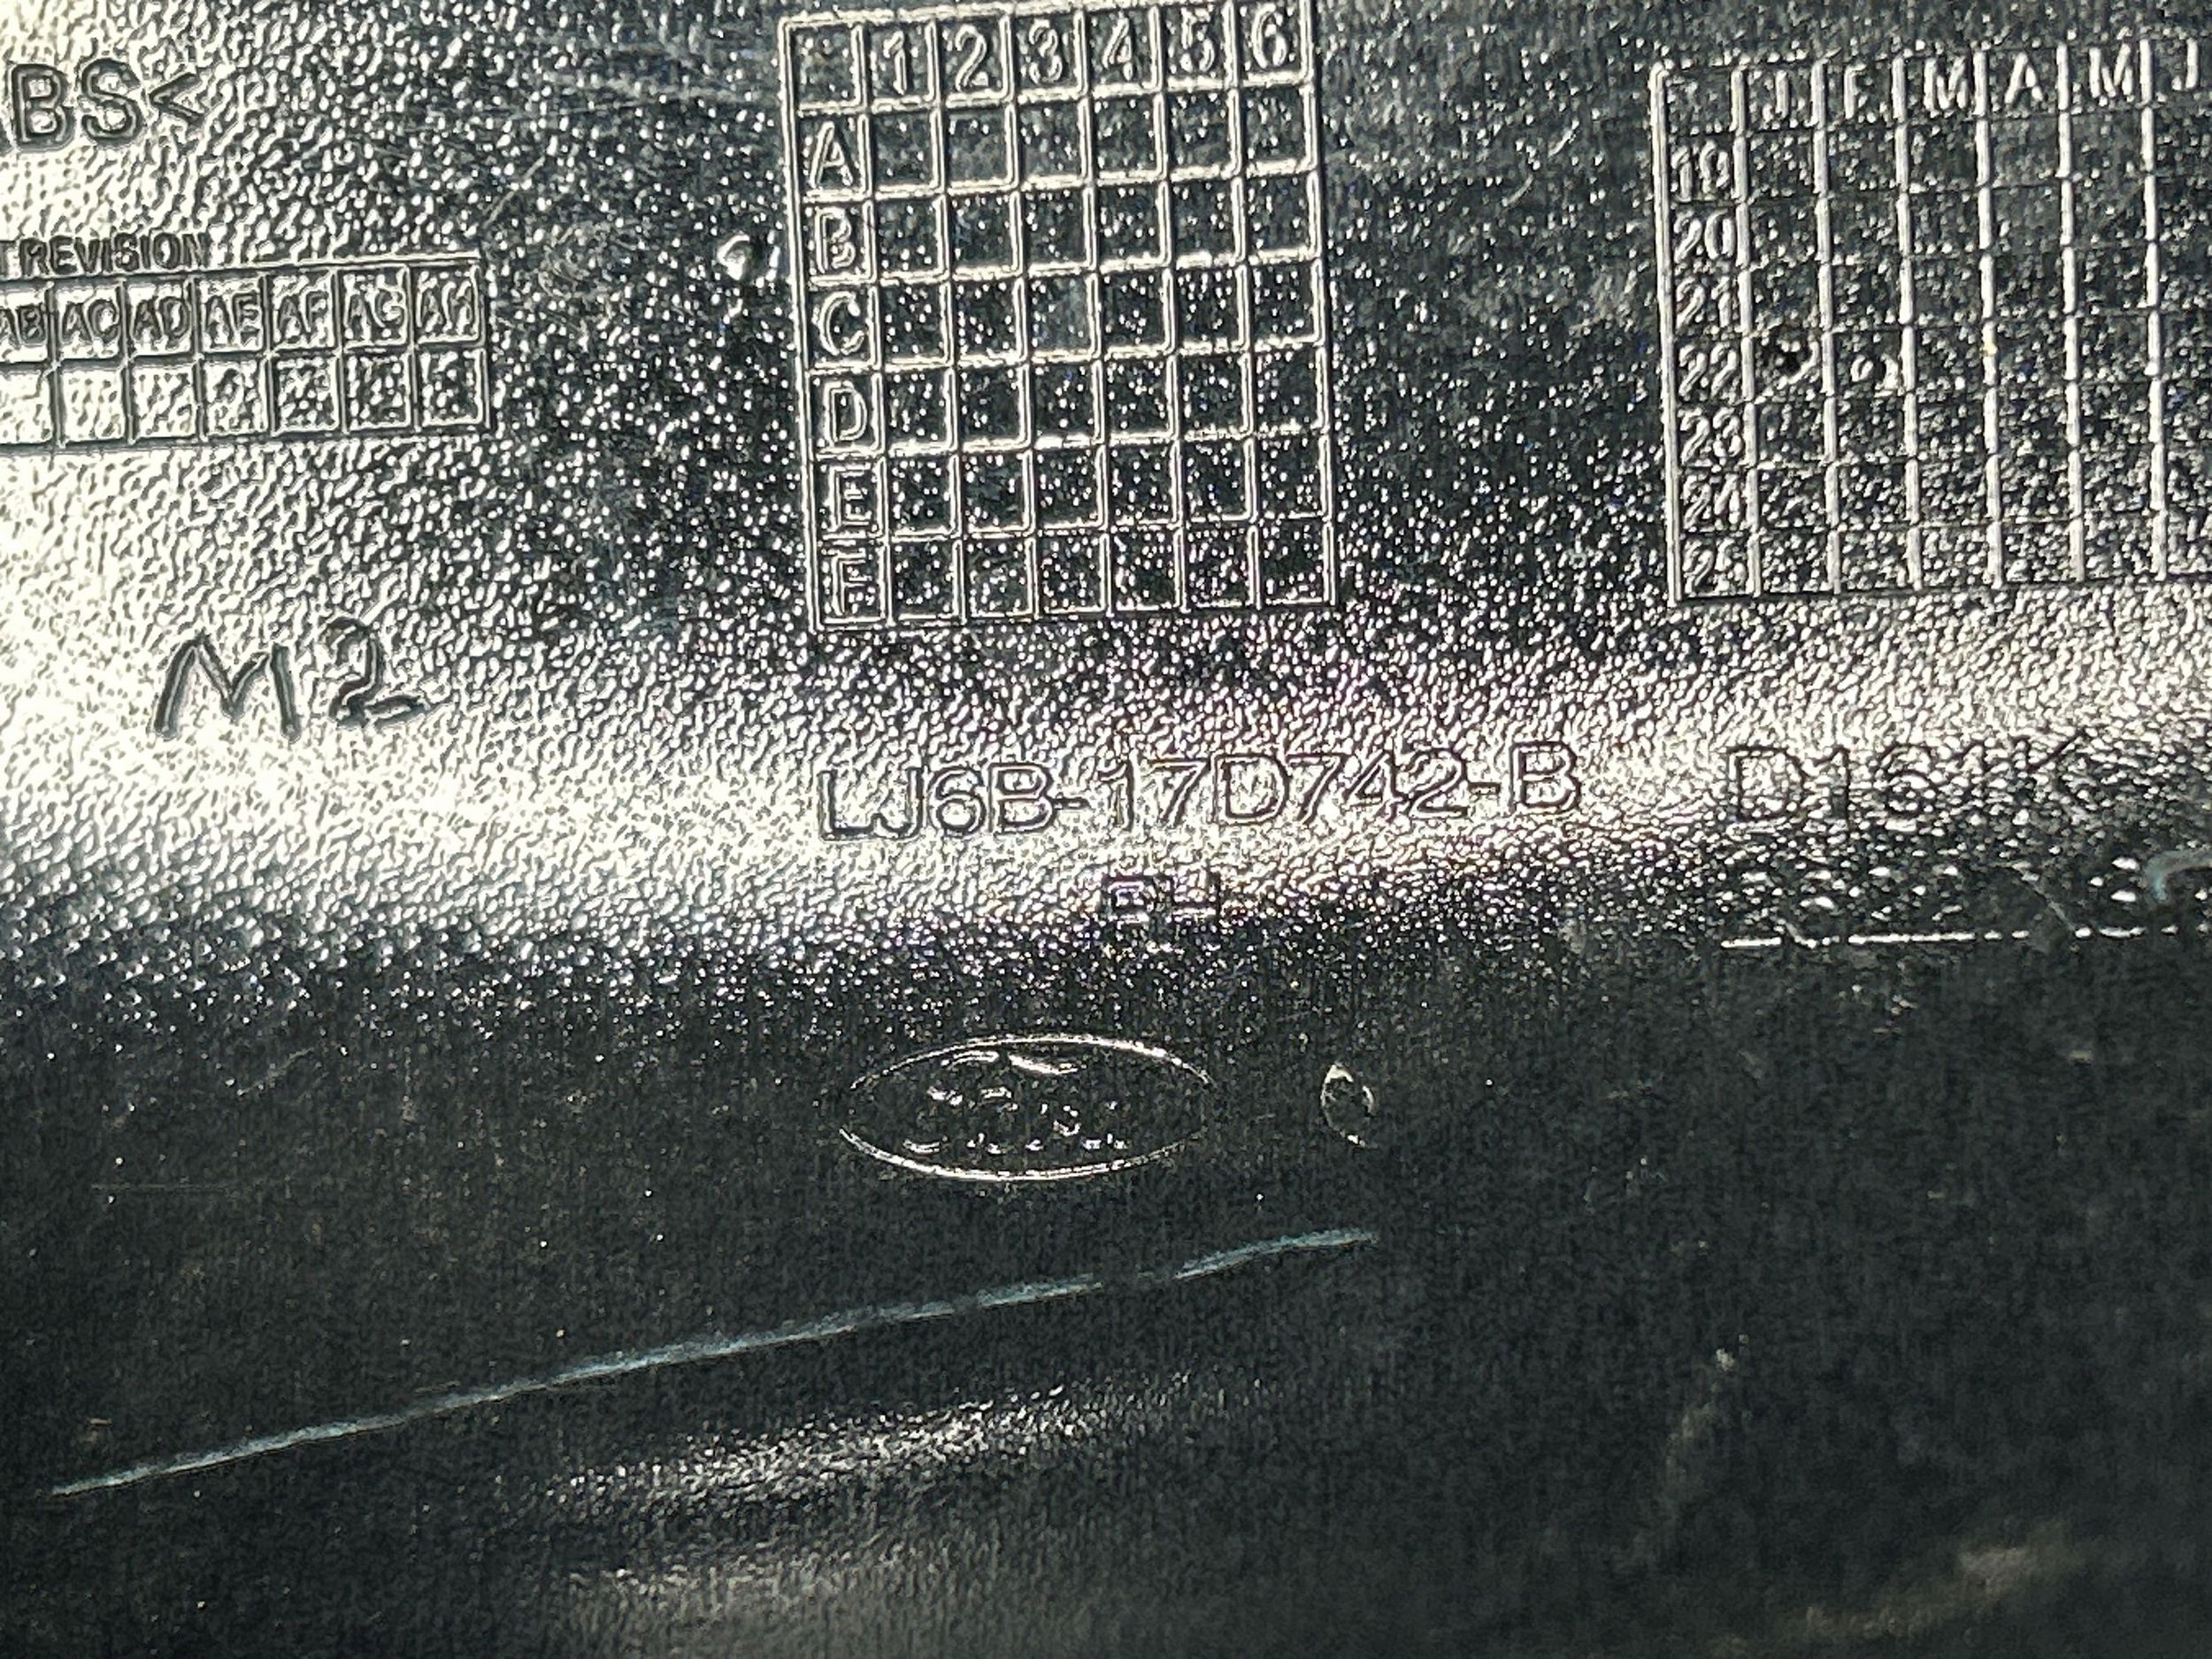 BS<
T REVISION
AB AC AD AE AF AG AH
1 2 3 4 5 6
A
B
C
D
E
F
J F M A M J
19
20
21
22
23
24
25
M2
LJ6B-17D742-B